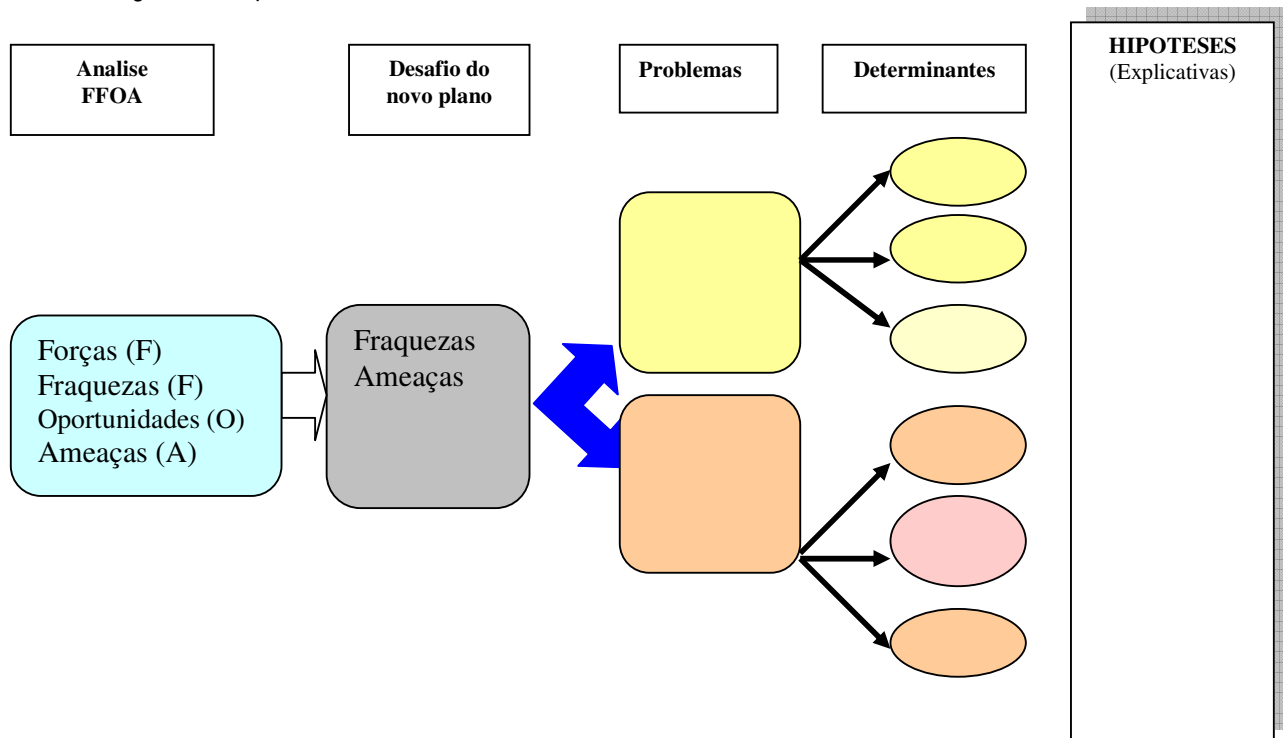 Analise
FFOA
Desafio do
novo plano
Problemas
Determinantes
HIPOTESES
(Explicativas)
Forças (F)
Fraquezas (F)
Oportunidades (O)
Ameaças (A)
Fraquezas
Ameaças